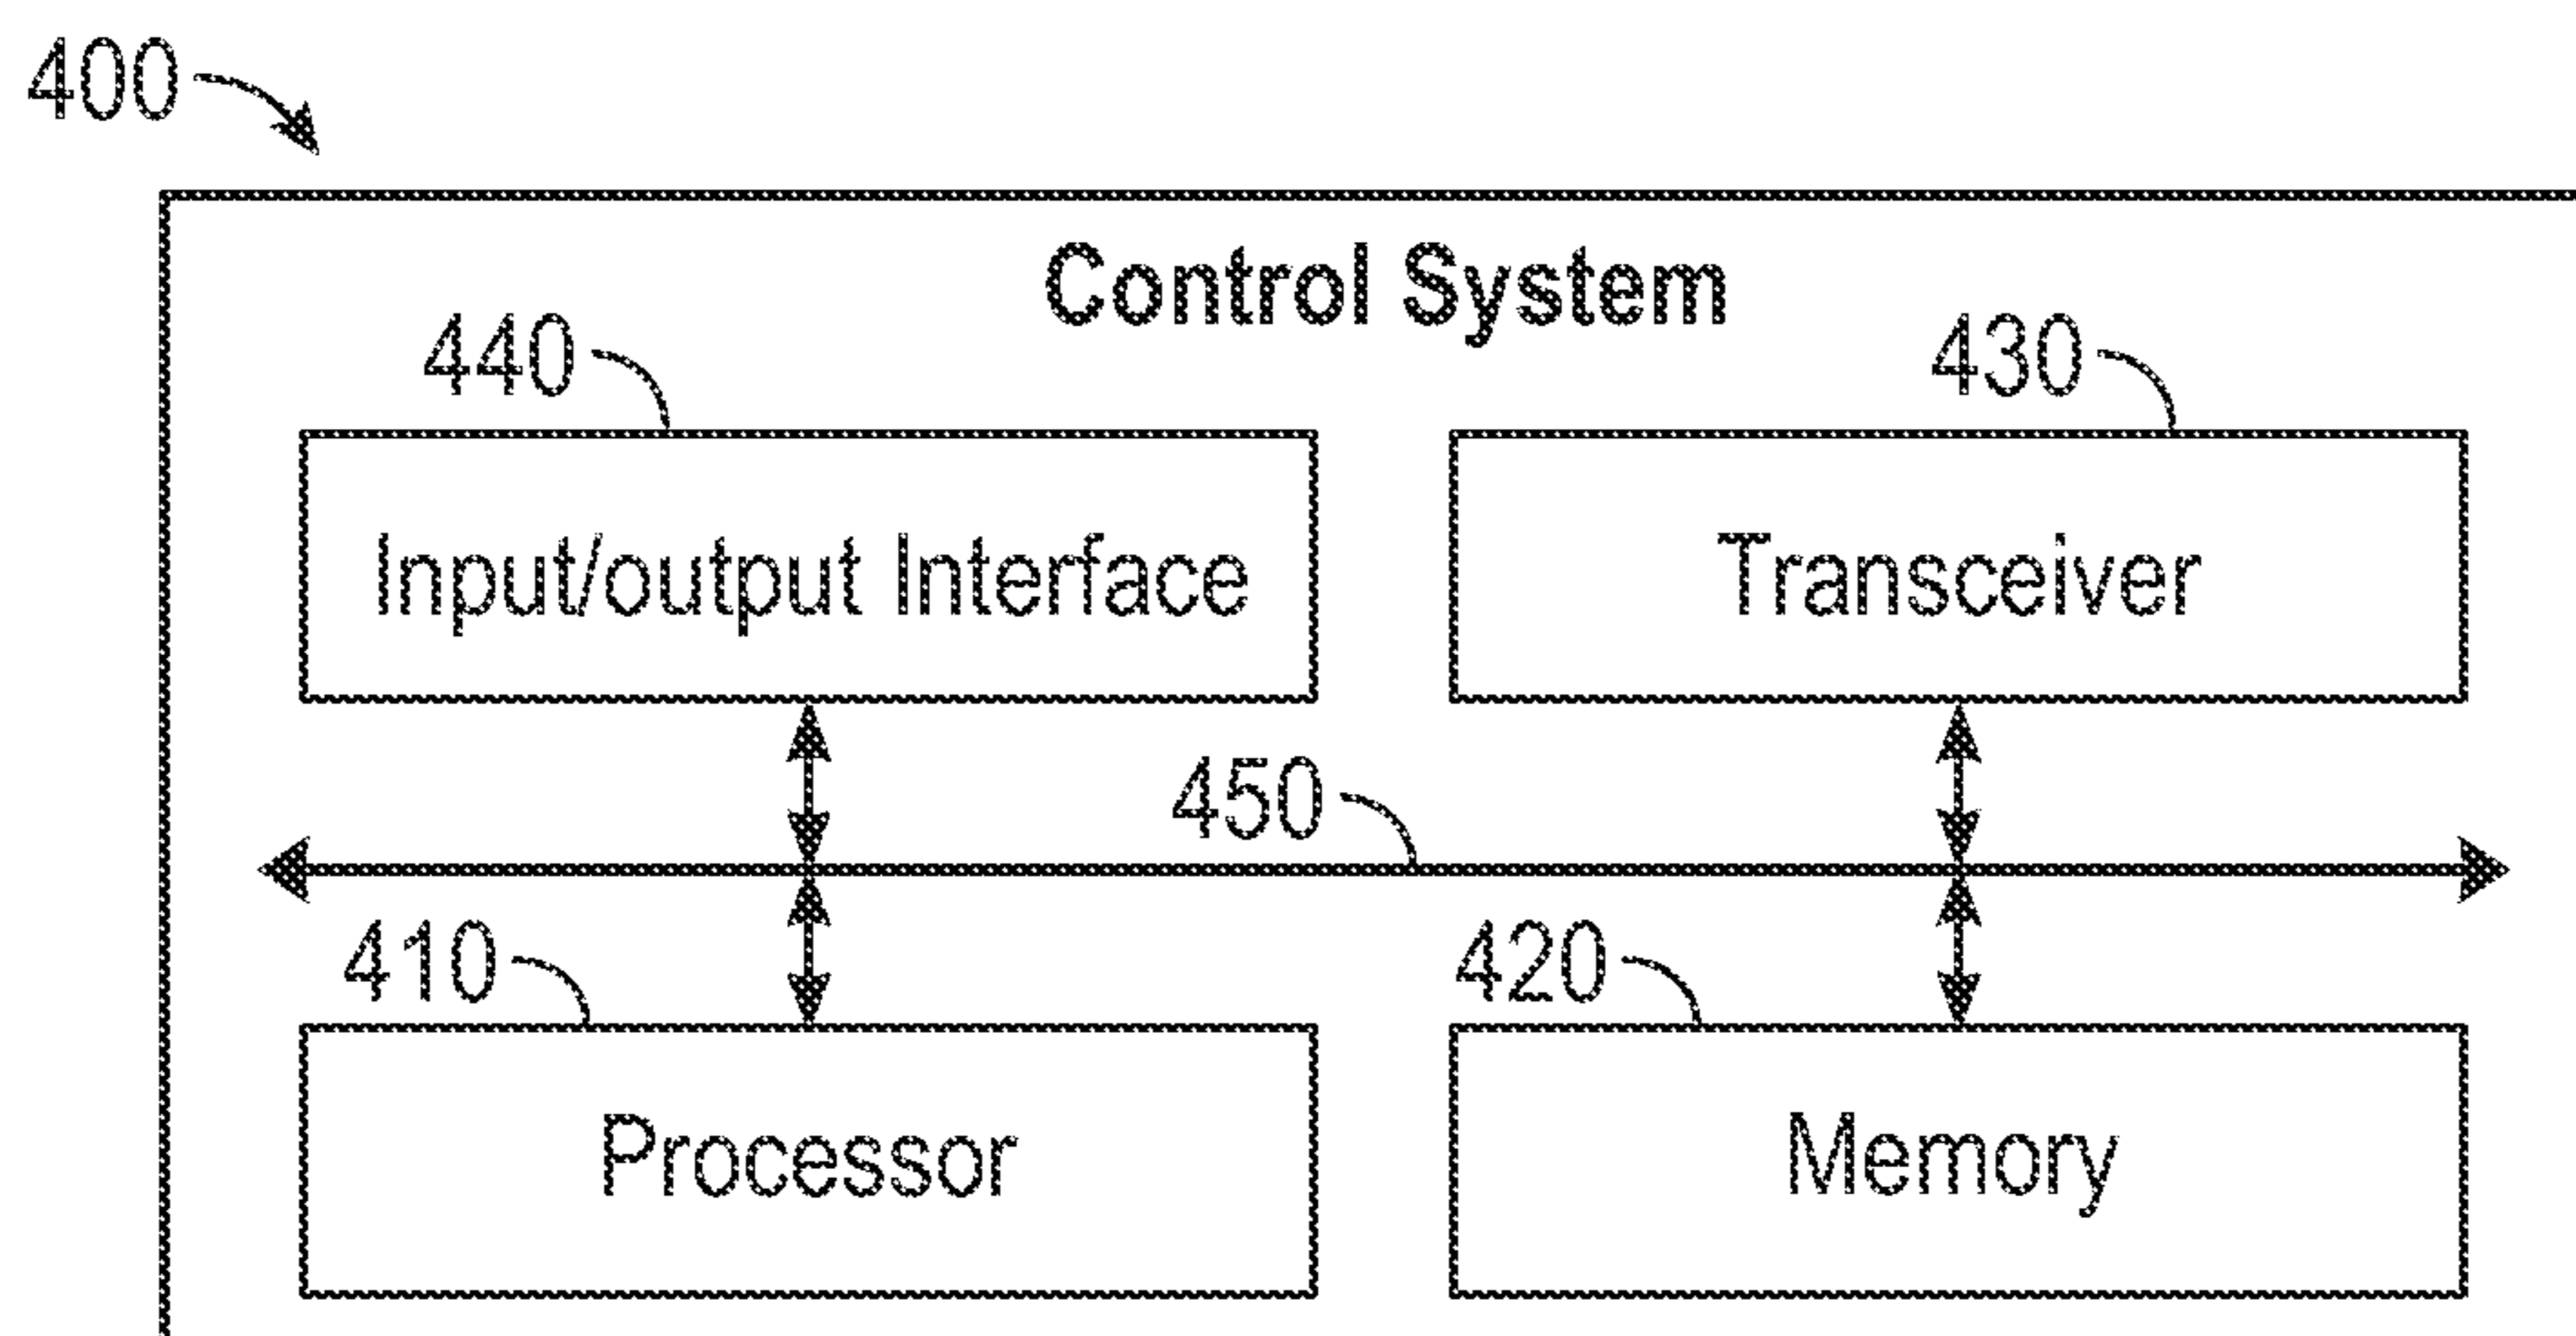 400
Control System
440
430
Input/output Interface
Transceiver
450
410
420
Processor
Memory